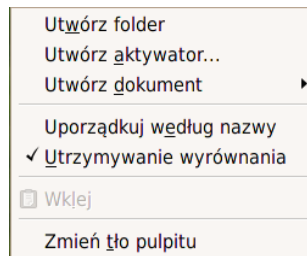 Utwórz folder
Utwórz aktywator...
Utwórz dokument
Uporządkuj według nazwy
Utrzymywanie wyrównania
Wklej
Zmień tło pulpitu